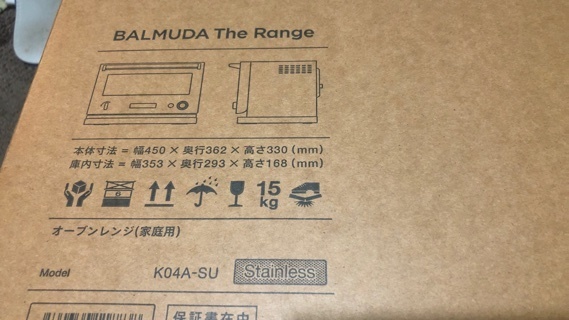 BALMUDA The Range
本体寸法 = 幅450 × 奥行362 × 高さ330 (mm)
庫内寸法 = 幅353 × 奥行293 × 高さ168 (mm)
15
kg
オーブンレンジ(家庭用)
Model K04A-SU Stainless
保証書在中